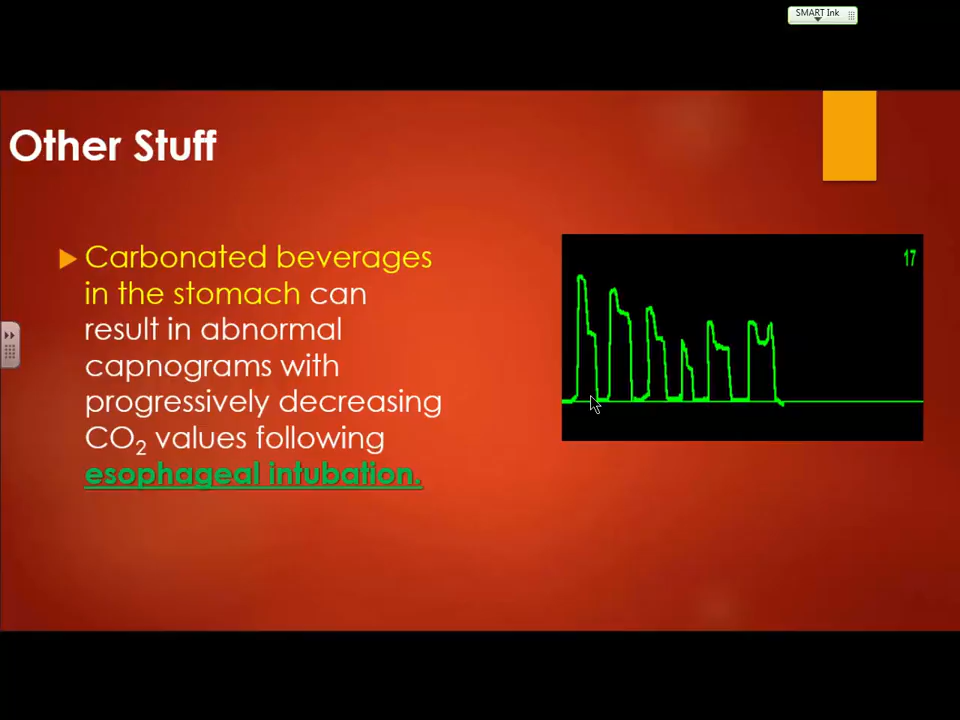 SMART Ink
Other Stuff
Carbonated beverages
in the stomach can
result in abnormal
capnograms with
progressively decreasing
CO₂ values following
esophageal intubation.
17